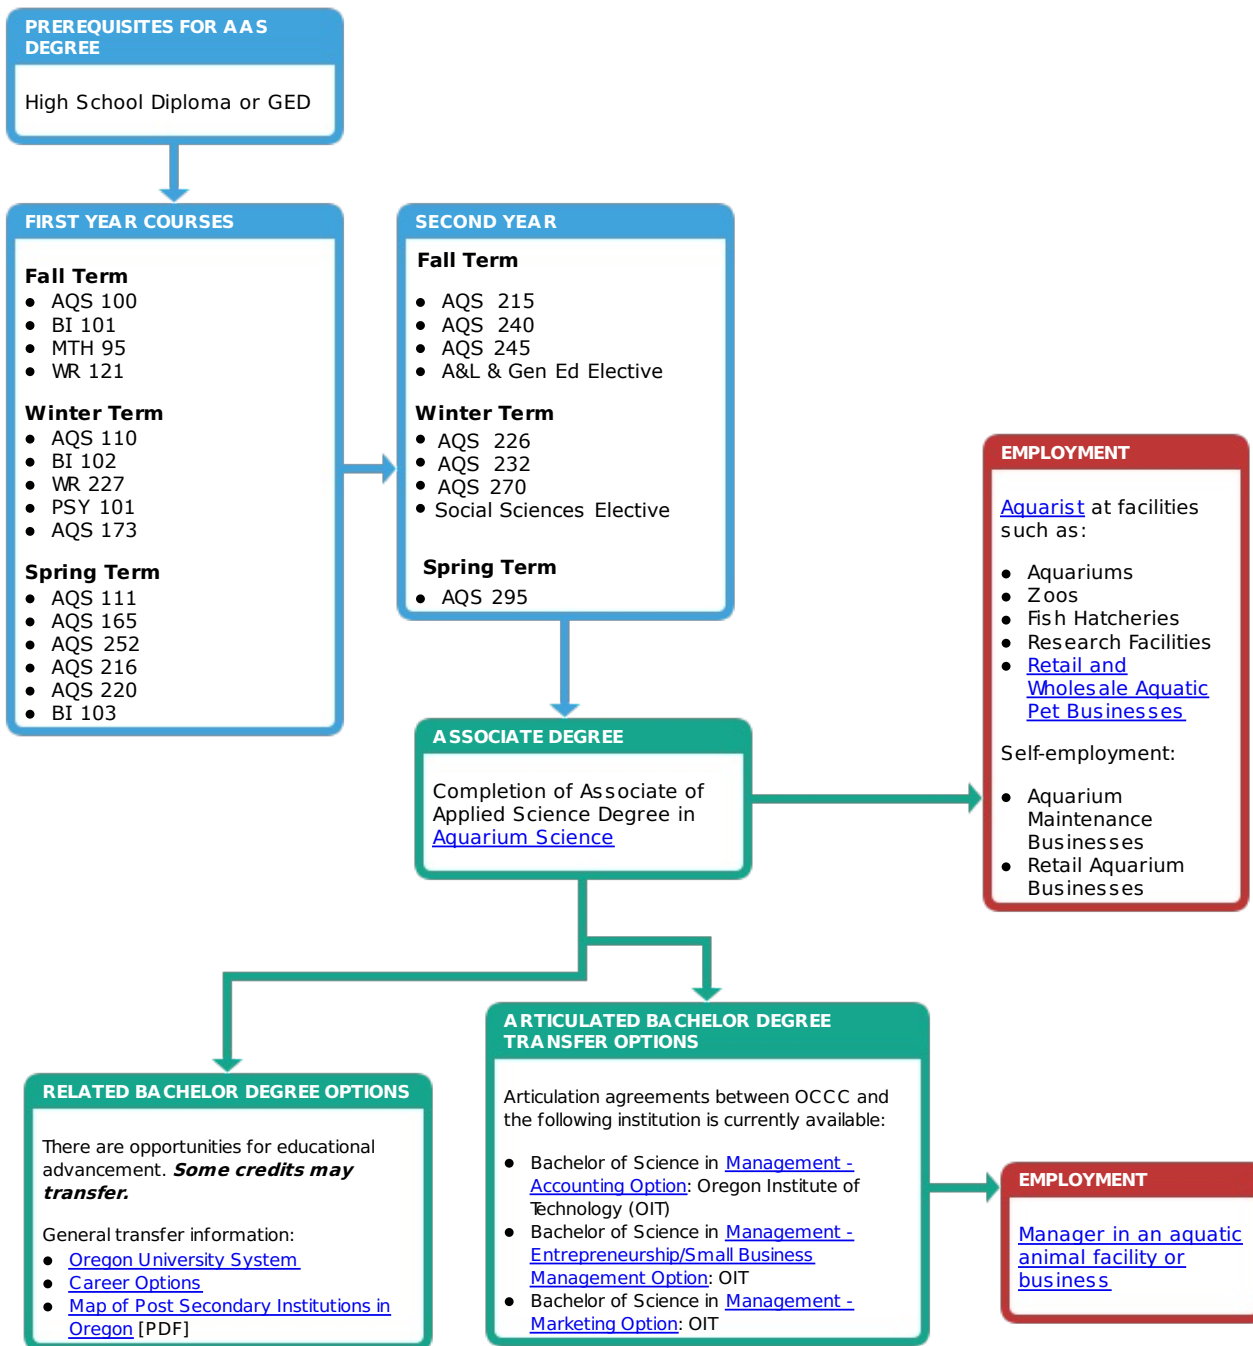 PREREQUISITES FOR AAS
DEGREE
High School Diploma or GED
FIRST YEAR COURSES
Fall Term
● AQS 100
● BI 101
● MTH 95
● WR 121
Winter Term
● AQS 110
● BI 102
● WR 227
● PSY 101
● AQS 173
Spring Term
● AQS 111
● AQS 165
● AQS 252
● AQS 216
● AQS 220
● BI 103
SECOND YEAR
Fall Term
● AQS 215
● AQS 240
● AQS 245
● A&L & Gen Ed Elective
Winter Term
● AQS 226
● AQS 232
● AQS 270
● Social Sciences Elective
Spring Term
● AQS 295
ASSOCIATE DEGREE
Completion of Associate of
Applied Science Degree in
Aquarium Science
EMPLOYMENT
Aquarist at facilities
such as:
● Aquariums
● Zoos
● Fish Hatcheries
● Research Facilities
● Retail and
Wholesale Aquatic
Pet Businesses
Self-employment:
● Aquarium
Maintenance
Businesses
● Retail Aquarium
Businesses
RELATED BACHELOR DEGREE OPTIONS
There are opportunities for educational
advancement. Some credits may
transfer.
General transfer information:
● Oregon University System
● Career Options
● Map of Post Secondary Institutions in
Oregon [PDF]
ARTICULATED BACHELOR DEGREE
TRANSFER OPTIONS
Articulation agreements between OCCC and
the following institution is currently available:
● Bachelor of Science in Management -
Accounting Option: Oregon Institute of
Technology (OIT)
● Bachelor of Science in Management -
Entrepreneurship/Small Business
Management Option: OIT
● Bachelor of Science in Management -
Marketing Option: OIT
EMPLOYMENT
Manager in an aquatic
animal facility or
business